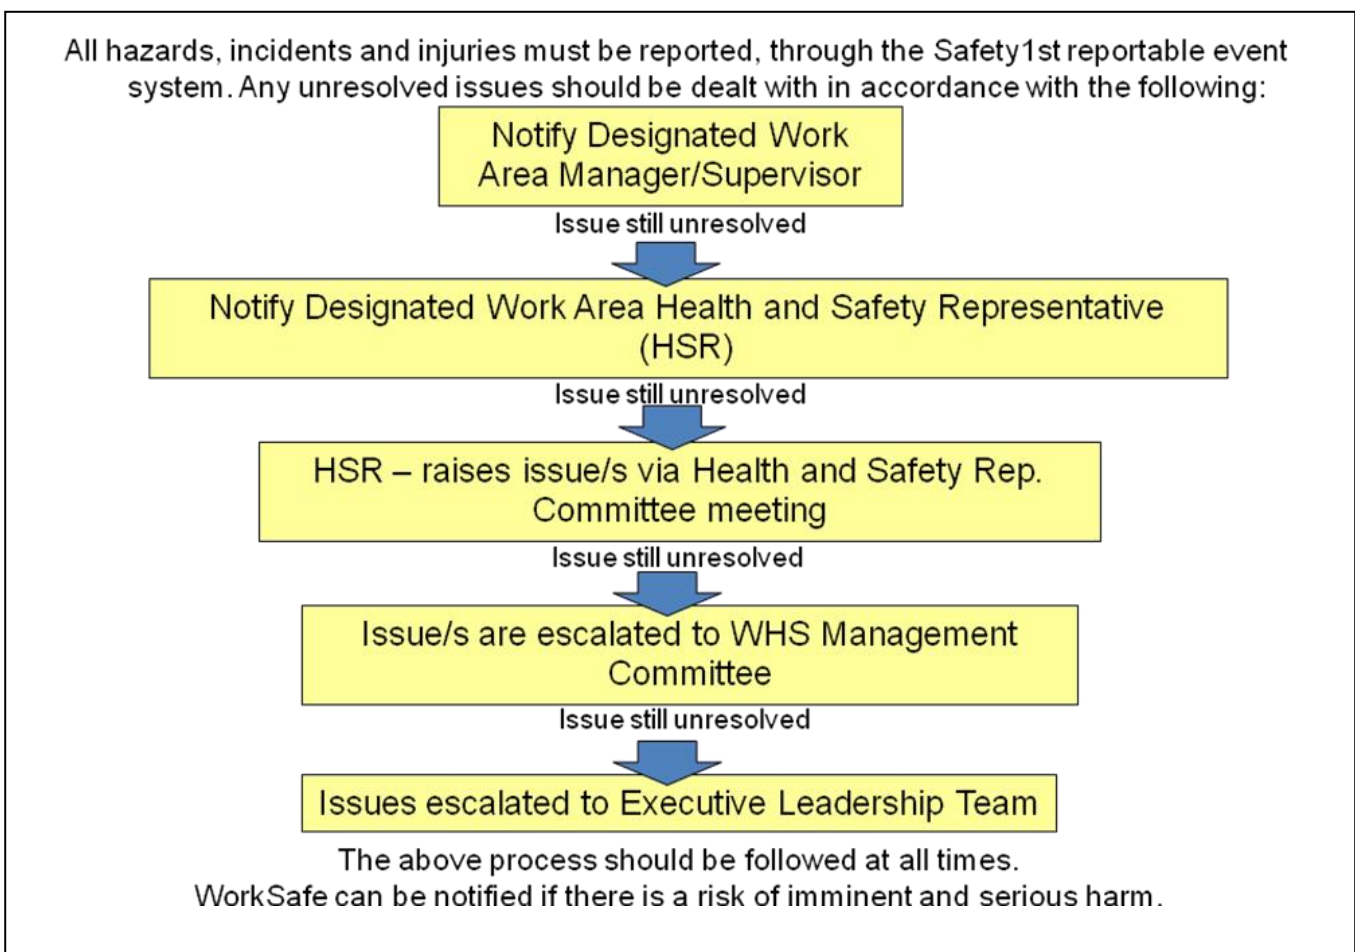 All hazards, incidents and injuries must be reported, through the Safety1st reportable event
system. Any unresolved issues should be dealt with in accordance with the following:
Notify Designated Work
Area Manager/Supervisor
Issue still unresolved
Notify Designated Work Area Health and Safety Representative
(HSR)
Issue still unresolved
HSR – raises issue/s via Health and Safety Rep.
Committee meeting
Issue still unresolved
Issue/s are escalated to WHS Management
Committee
Issue still unresolved
Issues escalated to Executive Leadership Team
The above process should be followed at all times.
WorkSafe can be notified if there is a risk of imminent and serious harm.